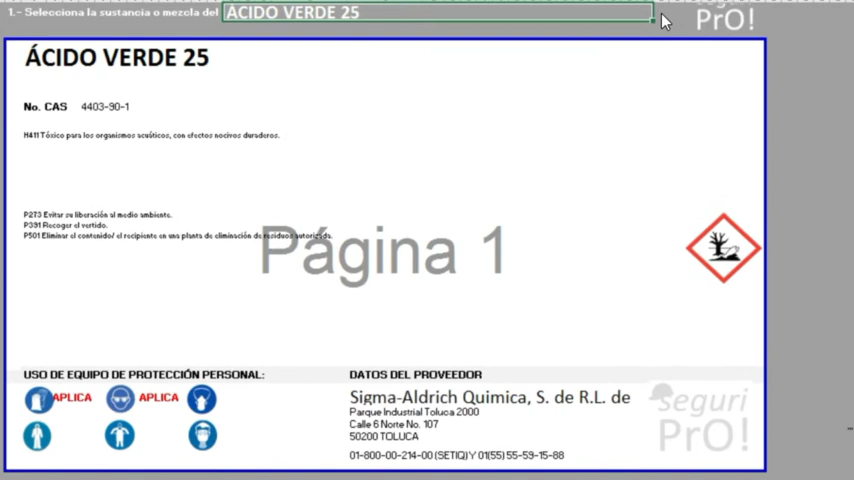 1.- Selecciona la sustancia o mezcla del
ÁCIDO VERDE 25
PrO!
ÁCIDO VERDE 25
No. CAS 4403-90-1
H411 Tóxico para los organismos acuáticos, con efectos nocivos duraderos.
P273 Evitar su liberación al medio ambiente.
P391 Recoger el vertido.
P501 Eliminar el contenido/ el recipiente en una planta de eliminación de residuos autorizada.
Página 1
USO DE EQUIPO DE PROTECCIÓN PERSONAL:
APLICA APLICA
DATOS DEL PROVEEDOR
Sigma-Aldrich Quimica, S. de R.L. de
Parque Industrial Toluca 2000
Calle 6 Norte No. 107
50200 TOLUCA
01-800-00-214-00 (SETIQ) Y 01(55) 55-59-15-88
seguri
PrO!